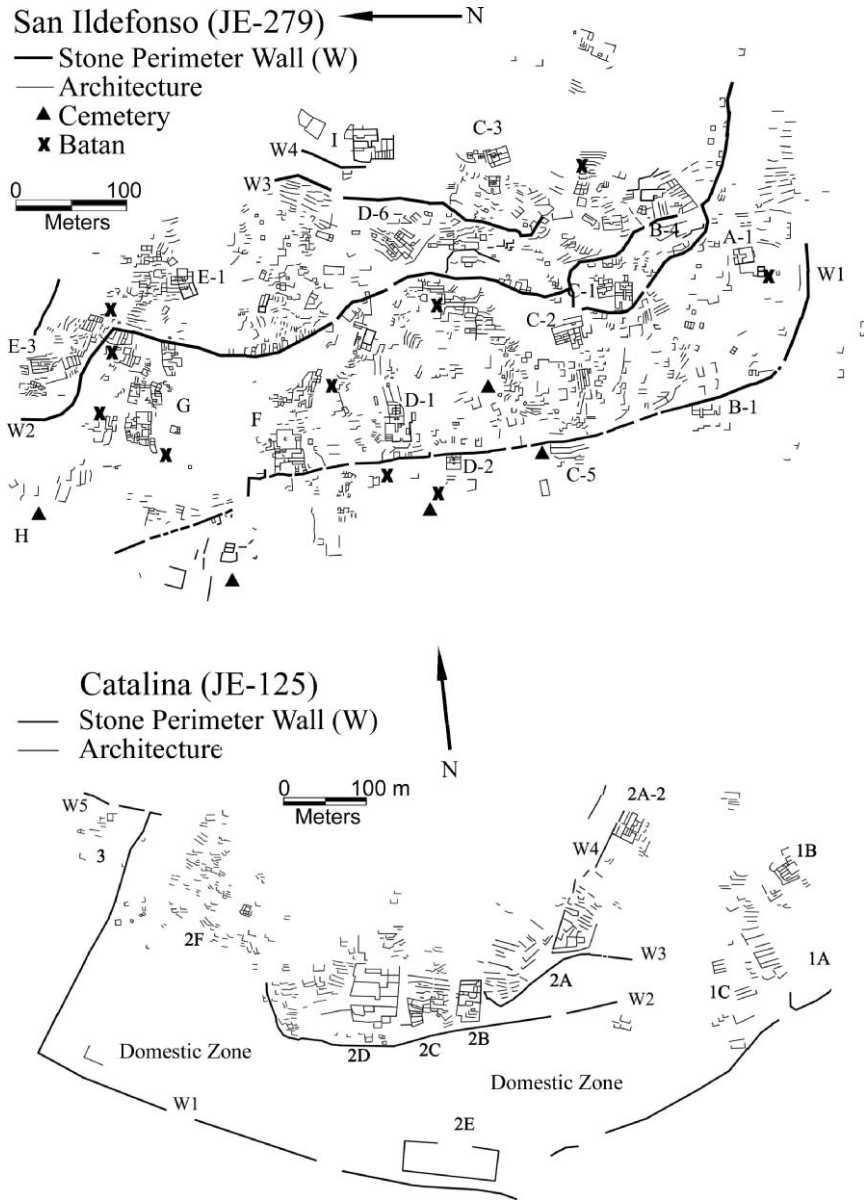 San Ildefonso (JE-279)
N
Stone Perimeter Wall (W)
Architecture
Cemetery
Batan
0 100
Meters
I
C-3
W4
W3
D-6
B-4
A-1
E-1
C-1
W1
C-2
E-3
D-1
B-1
G
F
W2
D-2
C-5
H
Catalina (JE-125)
Stone Perimeter Wall (W)
Architecture
N
0 100 m
Meters
2A-2
W5
W4
3
1B
2F
W3
1A
2A
1C
W2
2B
2C
2D
Domestic Zone
Domestic Zone
W1
2E